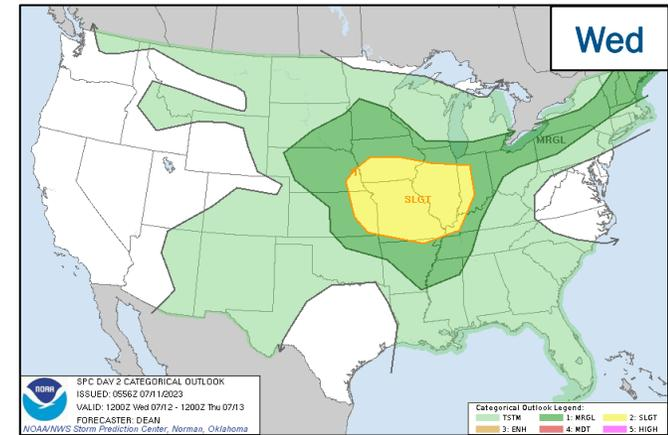 Wed
MRGL
SLGT
NOAA
SPC DAY 2 CATEGORICAL OUTLOOK
ISSUED: 0556Z 07/11/2023
VALID: 1200Z Wed 07/12 - 1200Z Thu 07/13
FORECASTER: DEAN
NOAA/NWS Storm Prediction Center, Norman, Oklahoma
Categorical Outlook Legend:
TSTM 1: MRGL 2: SLGT
3: ENH 4: MDT 5: HIGH